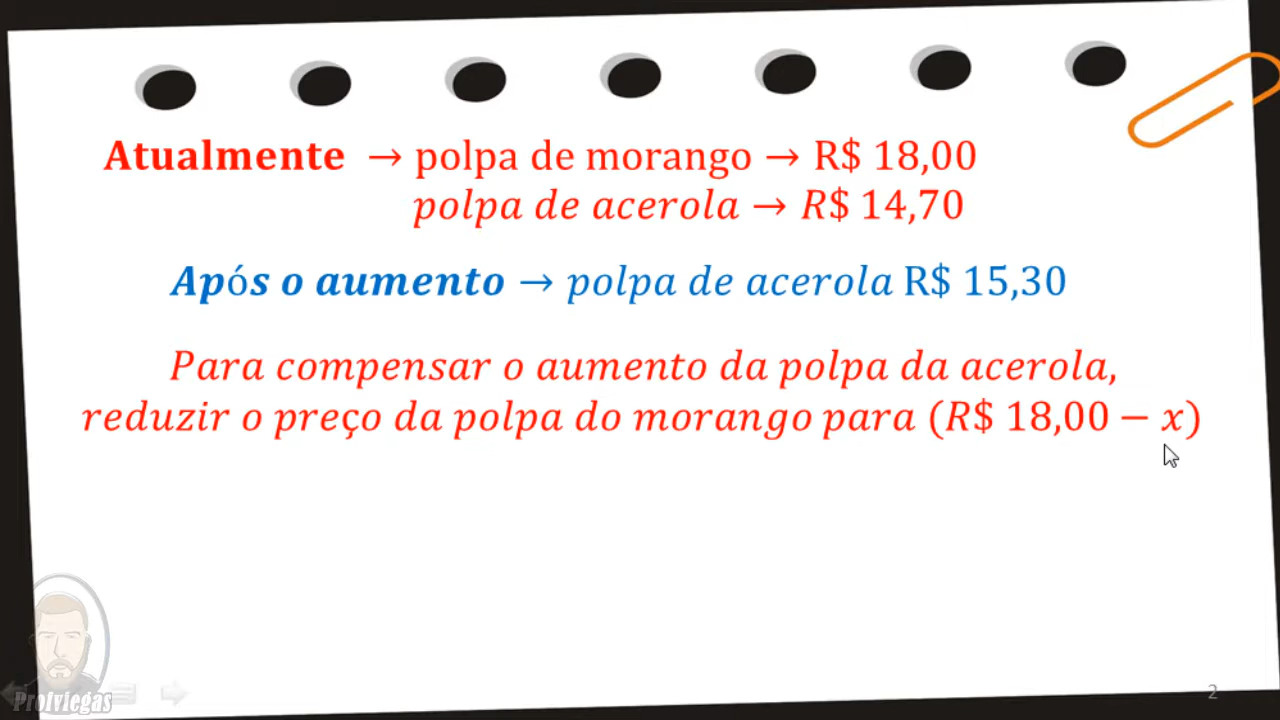 Atualmente → polpa de morango → R$ 18,00
polpa de acerola → R$ 14,70
Após o aumento → polpa de acerola R$ 15,30
Para compensar o aumento da polpa da acerola,
reduzir o preço da polpa do morango para (R$ 18,00 − x)
Profviegas
2